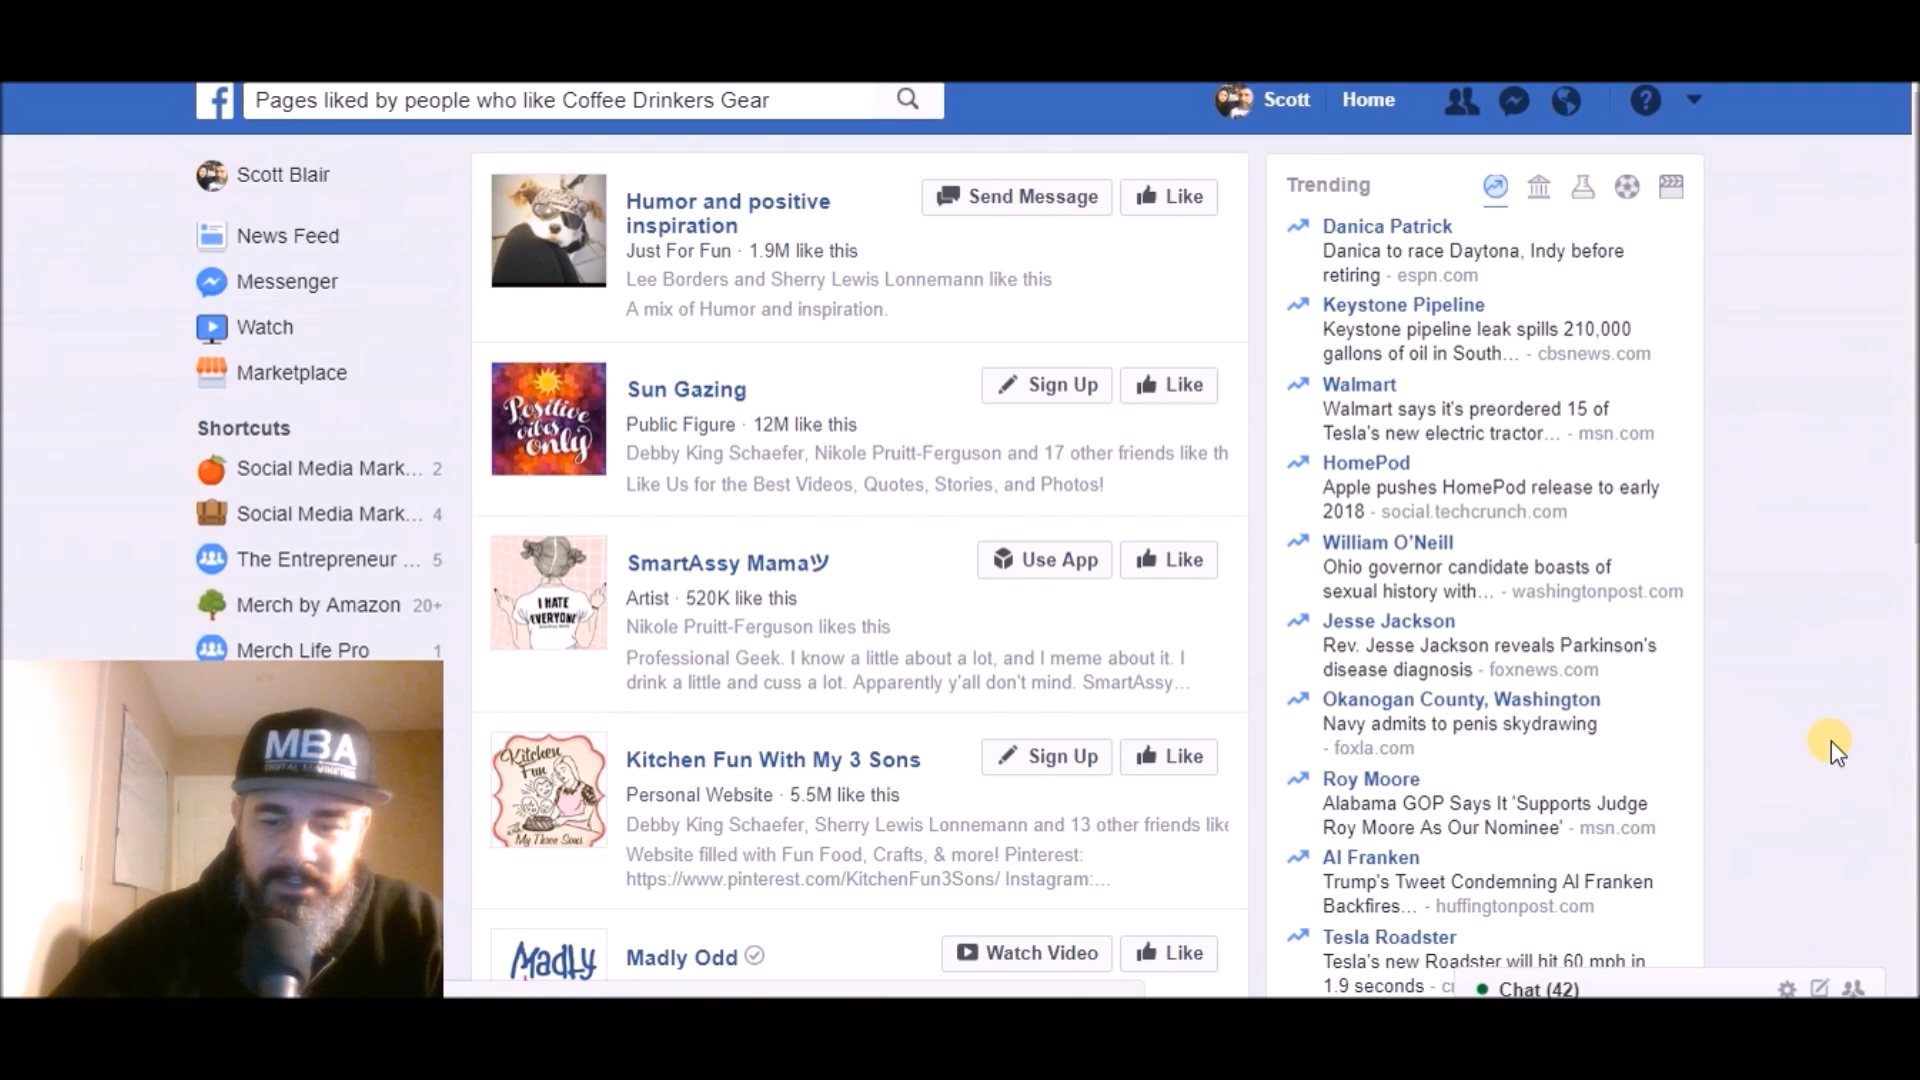 Pages liked by people who like Coffee Drinkers Gear
Scott
Home
Scott Blair
News Feed
Messenger
Watch
Marketplace
Shortcuts
Social Media Mark... 2
Social Media Mark... 4
The Entrepreneur ... 5
Merch by Amazon 20+
Merch Life Pro 1
MBA
Humor and positive
inspiration
Send Message
Like
Just For Fun · 1.9M like this
Lee Borders and Sherry Lewis Lonnemann like this
A mix of Humor and inspiration.
Positive
vibes
only
Sun Gazing
Sign Up
Like
Public Figure · 12M like this
Debby King Schaefer, Nikole Pruitt-Ferguson and 17 other friends like th
Like Us for the Best Videos, Quotes, Stories, and Photos!
I HATE
EVERYONE
SmartAssy Mamaツ
Use App
Like
Artist · 520K like this
Nikole Pruitt-Ferguson likes this
Professional Geek. I know a little about a lot, and I meme about it. I
drink a little and cuss a lot. Apparently y'all don't mind. SmartAssy...
Kitchen
Fun
with
My Three Sons
Kitchen Fun With My 3 Sons
Sign Up
Like
Personal Website · 5.5M like this
Debby King Schaefer, Sherry Lewis Lonnemann and 13 other friends like
Website filled with Fun Food, Crafts, & more! Pinterest:
https://www.pinterest.com/KitchenFun3Sons/ Instagram:...
Madly
Madly Odd
Watch Video
Like
Trending
Danica Patrick
Danica to race Daytona, Indy before
retiring - espn.com
Keystone Pipeline
Keystone pipeline leak spills 210,000
gallons of oil in South... - cbsnews.com
Walmart
Walmart says it's preordered 15 of
Tesla's new electric tractor... - msn.com
HomePod
Apple pushes HomePod release to early
2018 - social.techcrunch.com
William O'Neill
Ohio governor candidate boasts of
sexual history with... - washingtonpost.com
Jesse Jackson
Rev. Jesse Jackson reveals Parkinson's
disease diagnosis - foxnews.com
Okanogan County, Washington
Navy admits to penis skydrawing
- foxla.com
Roy Moore
Alabama GOP Says It 'Supports Judge
Roy Moore As Our Nominee' - msn.com
Al Franken
Trump's Tweet Condemning Al Franken
Backfires... - huffingtonpost.com
Tesla Roadster
Tesla's new Roadster will hit 60 mph in
1.9 seconds -
Chat (42)